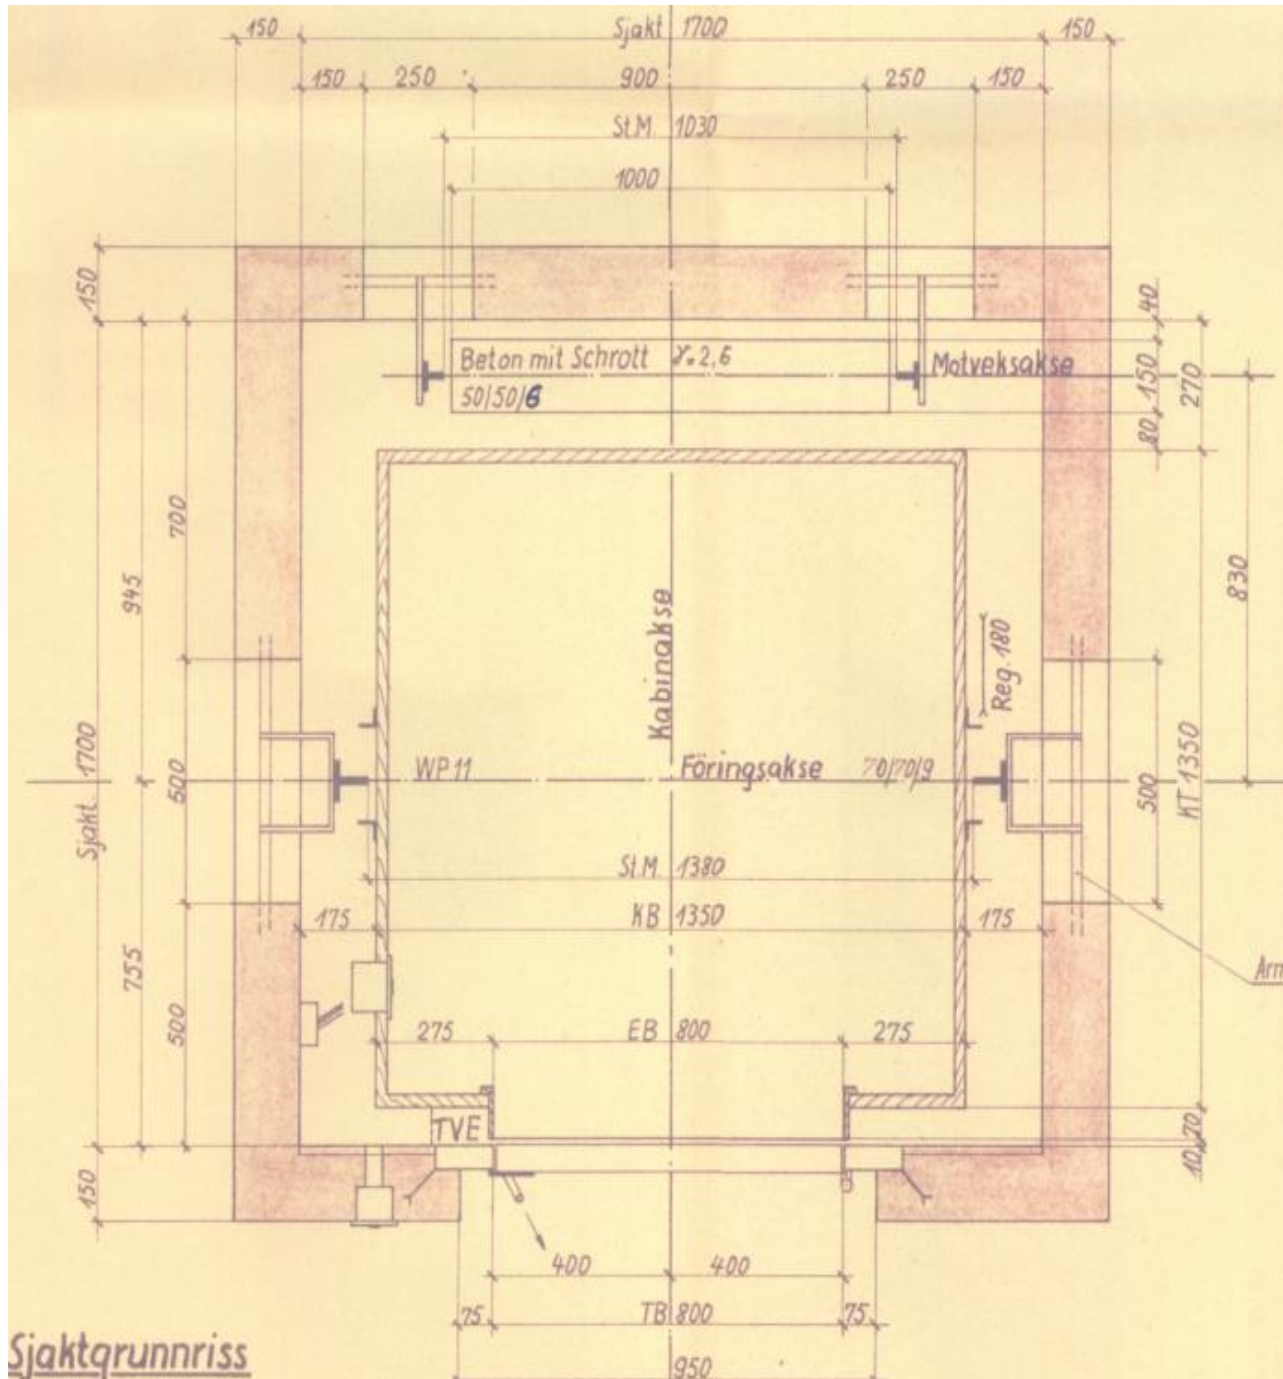 150 Sjakt 1700 150
150 250 900 250 150
St.M. 1030
1000
150
40
Beton mit Schrott γ=2,6
50/50/6
Motveksakse
150
270
80
700
945
830
Kabinakse
Reg. 180
Sjakt. 1700
600
WP 11
Föringsakse 70/70/9
500
KT 1350
St.M. 1380
175 KB 1350 175
Arm
755
500
275 EB 800 275
TVE
10 70
150
400 400
75 TB 800 75
950
Sjaktgrunnriss